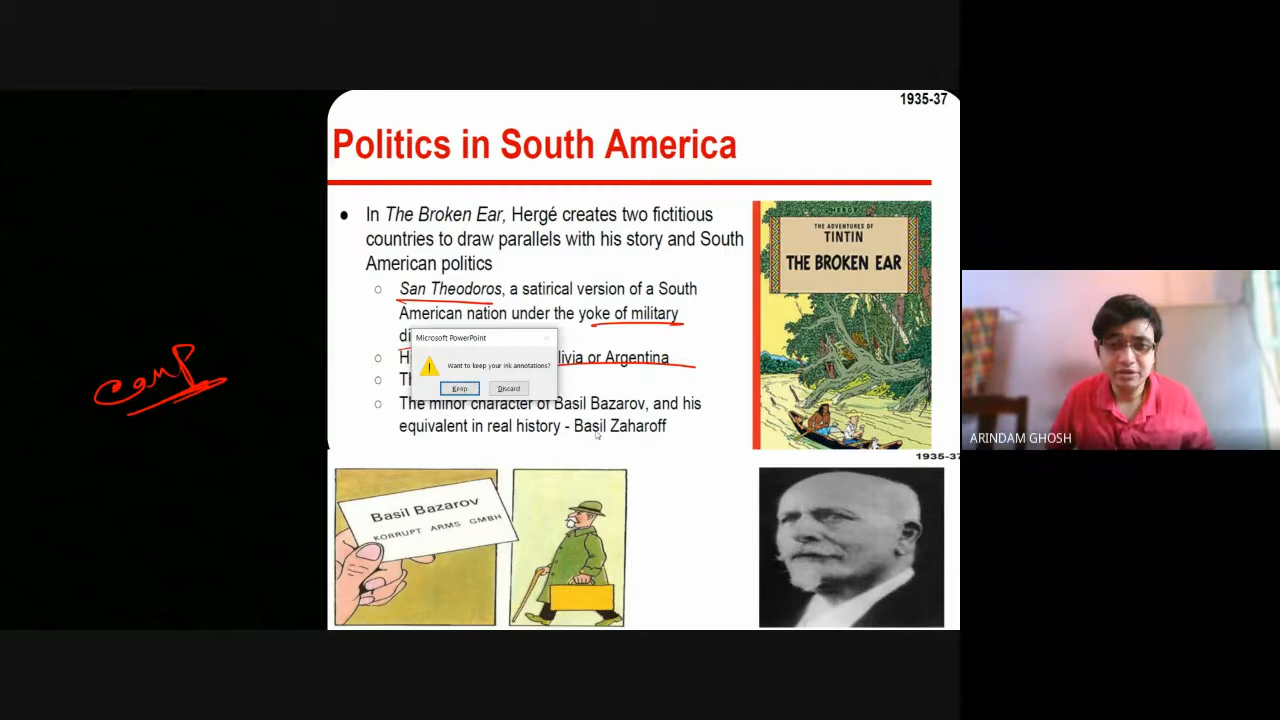 1935-37
Politics in South America
● In The Broken Ear, Hergé creates two fictitious
countries to draw parallels with his story and South
American politics
○ San Theodoros, a satirical version of a South
American nation under the yoke of military
di
Microsoft PowerPoint
Want to keep your ink annotations?
Keep Discard
H
livia or Argentina
Th
○ The minor character of Basil Bazarov, and his
equivalent in real history - Basil Zaharoff
HERGÉ
THE ADVENTURES OF
TINTIN
THE BROKEN EAR
camp
ARINDAM GHOSH
1935-37
Basil Bazarov
KORRUPT ARMS GMBH